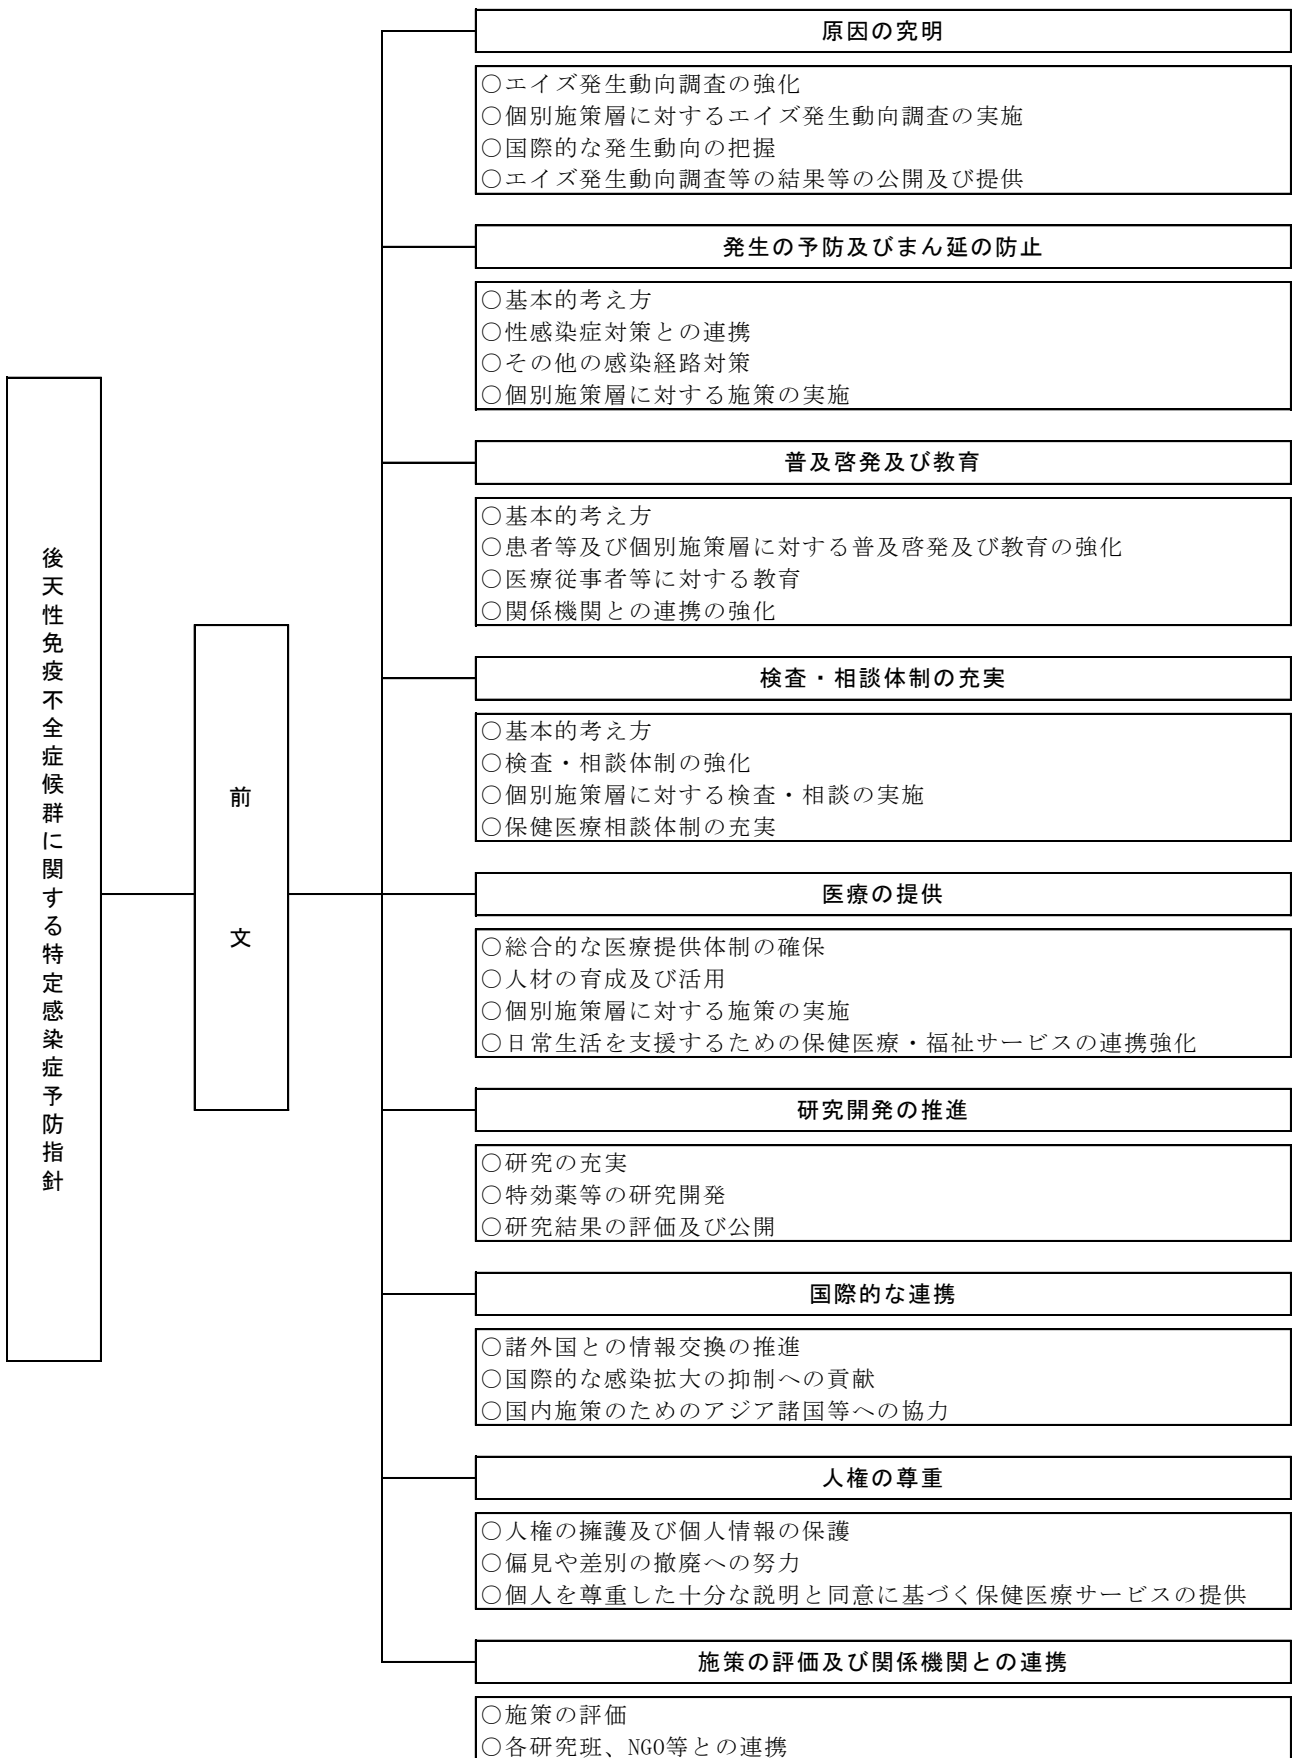 後天性免疫不全症候群に関する特定感染症予防指針
前文
原因の究明
○エイズ発生動向調査の強化
○個別施策層に対するエイズ発生動向調査の実施
○国際的な発生動向の把握
○エイズ発生動向調査等の結果等の公開及び提供
発生の予防及びまん延の防止
○基本的考え方
○性感染症対策との連携
○その他の感染経路対策
○個別施策層に対する施策の実施
普及啓発及び教育
○基本的考え方
○患者等及び個別施策層に対する普及啓発及び教育の強化
○医療従事者等に対する教育
○関係機関との連携の強化
検査・相談体制の充実
○基本的考え方
○検査・相談体制の強化
○個別施策層に対する検査・相談の実施
○保健医療相談体制の充実
医療の提供
○総合的な医療提供体制の確保
○人材の育成及び活用
○個別施策層に対する施策の実施
○日常生活を支援するための保健医療・福祉サービスの連携強化
研究開発の推進
○研究の充実
○特効薬等の研究開発
○研究結果の評価及び公開
国際的な連携
○諸外国との情報交換の推進
○国際的な感染拡大の抑制への貢献
○国内施策のためのアジア諸国等への協力
人権の尊重
○人権の擁護及び個人情報の保護
○偏見や差別の撤廃への努力
○個人を尊重した十分な説明と同意に基づく保健医療サービスの提供
施策の評価及び関係機関との連携
○施策の評価
○各研究班、NGO等との連携